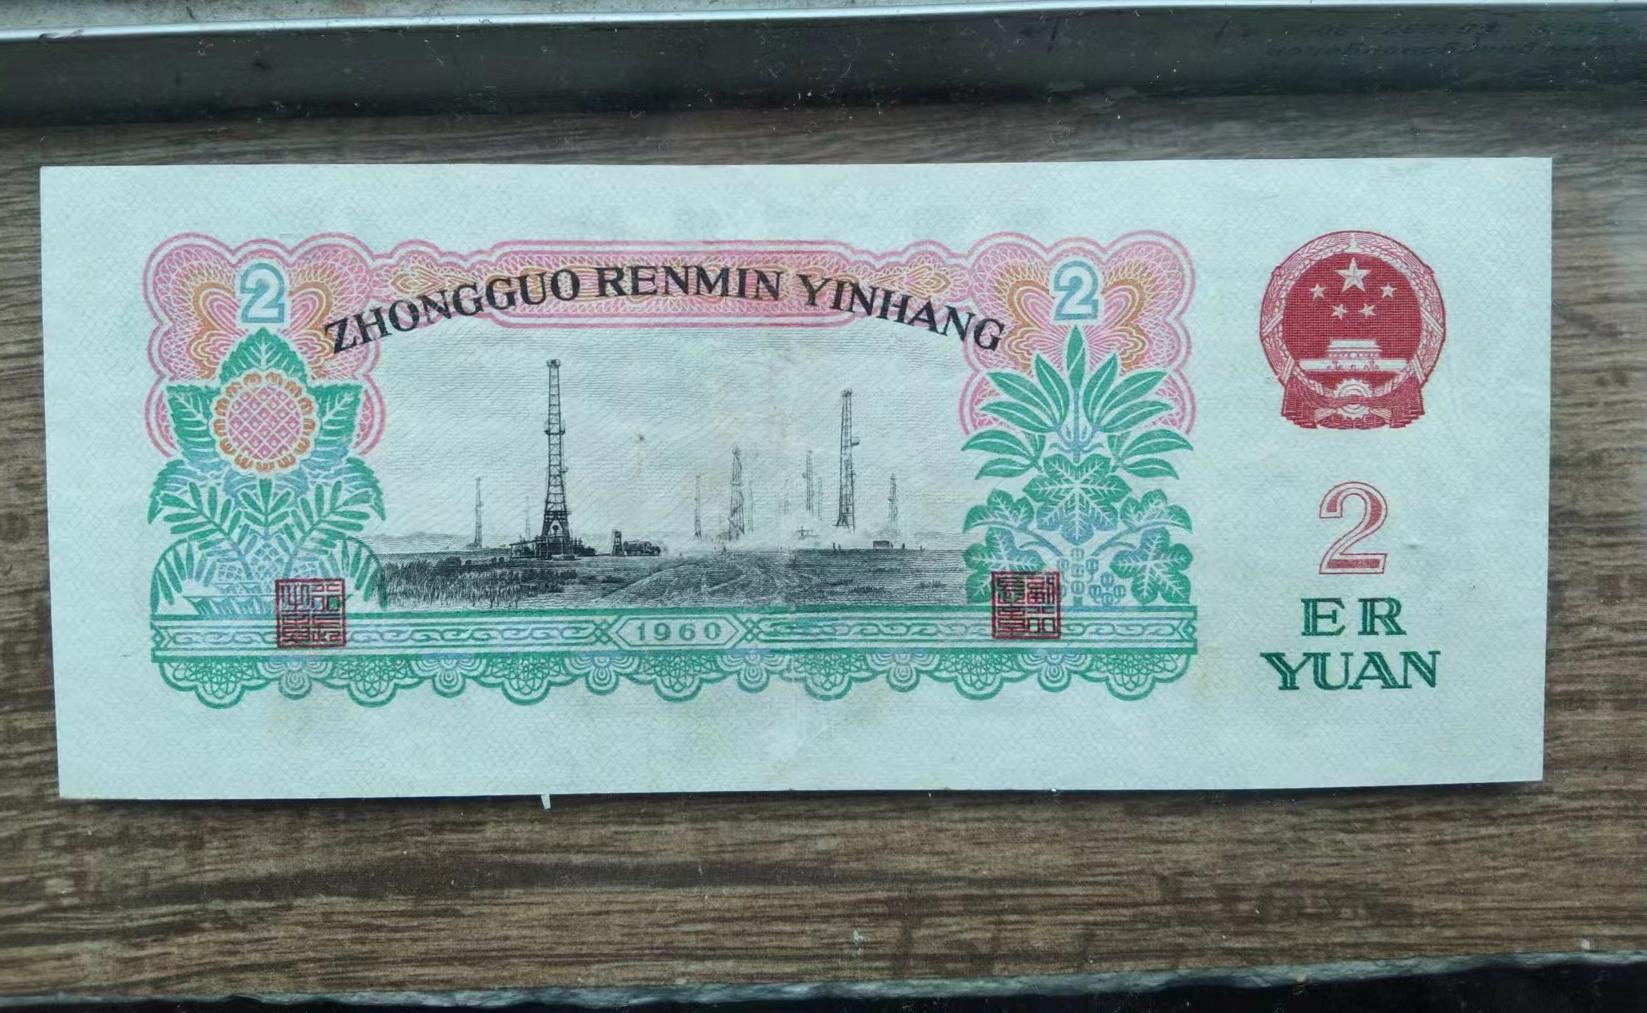 2
2
ZHONGGUO RENMIN YINHANG
2
ER
YUAN
1960